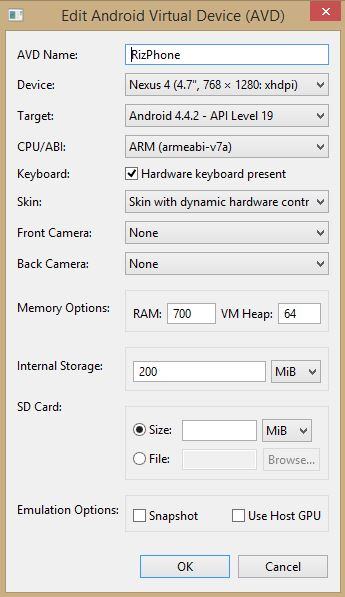 Edit Android Virtual Device (AVD)
AVD Name: RizPhone
Device: Nexus 4 (4.7", 768 × 1280: xhdpi)
Target: Android 4.4.2 - API Level 19
CPU/ABI: ARM (armeabi-v7a)
Keyboard: Hardware keyboard present
Skin: Skin with dynamic hardware contr
Front Camera: None
Back Camera: None
Memory Options: RAM: 700 VM Heap: 64
Internal Storage: 200 MiB
SD Card:
Size: MiB
File: Browse...
Emulation Options: Snapshot Use Host GPU
OK Cancel